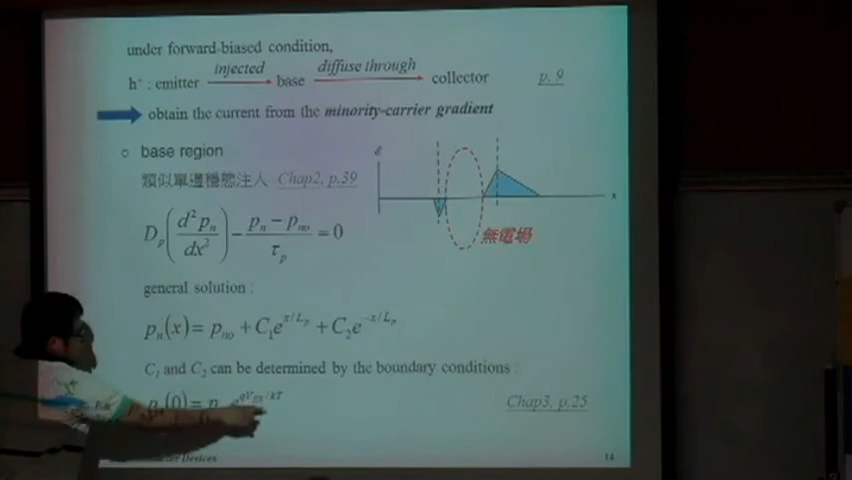 under forward-biased condition,
injected diffuse through
h⁺ : emitter base collector p. 9
obtain the current from the minority-carrier gradient
base region
類似單邊穩態注入 Chap2, p.39
ℰ
x
無電場
D_p(d²p_n/dx²) − (p_n − p_no)/τ_p = 0
general solution :
p_n(x) = p_no + C₁e^{x/L_p} + C₂e^{−x/L_p}
C₁ and C₂ can be determined by the boundary conditions :
(0) = p e^{qV_EB/kT} Chap3, p.25
Devices
14